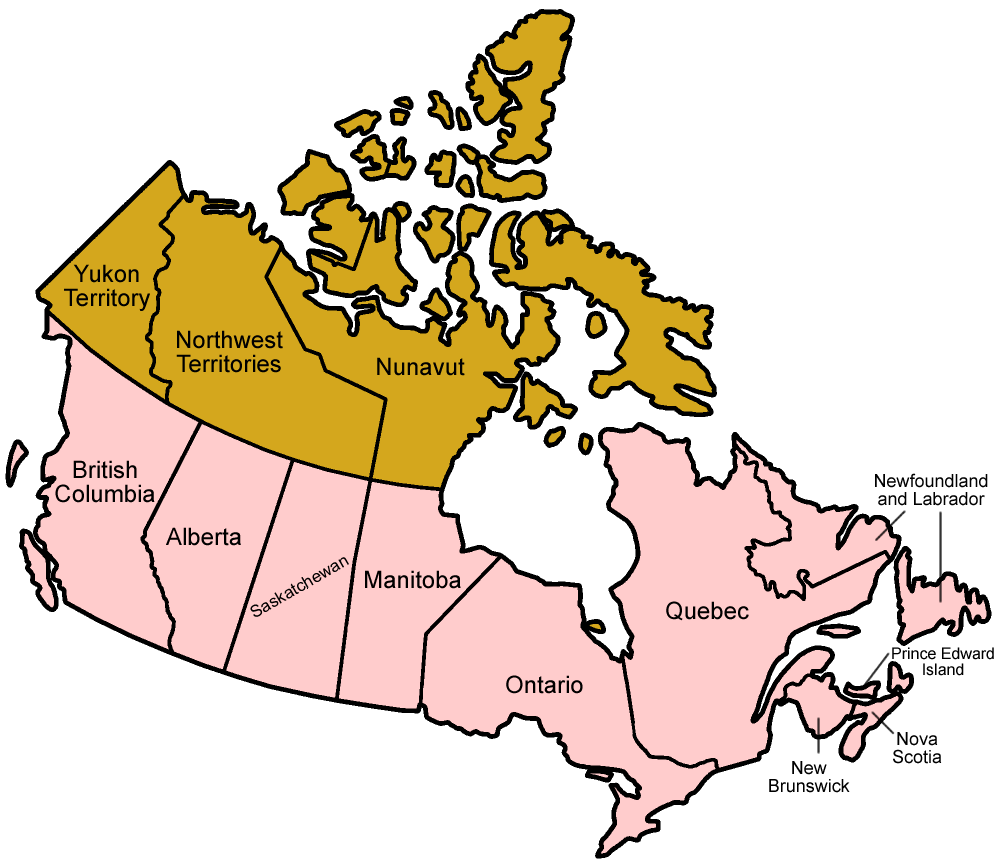 Yukon
Territory
Northwest
Territories
Nunavut
British
Columbia
Alberta
Saskatchewan
Manitoba
Ontario
Quebec
Newfoundland
and Labrador
Prince Edward
Island
Nova
Scotia
New
Brunswick